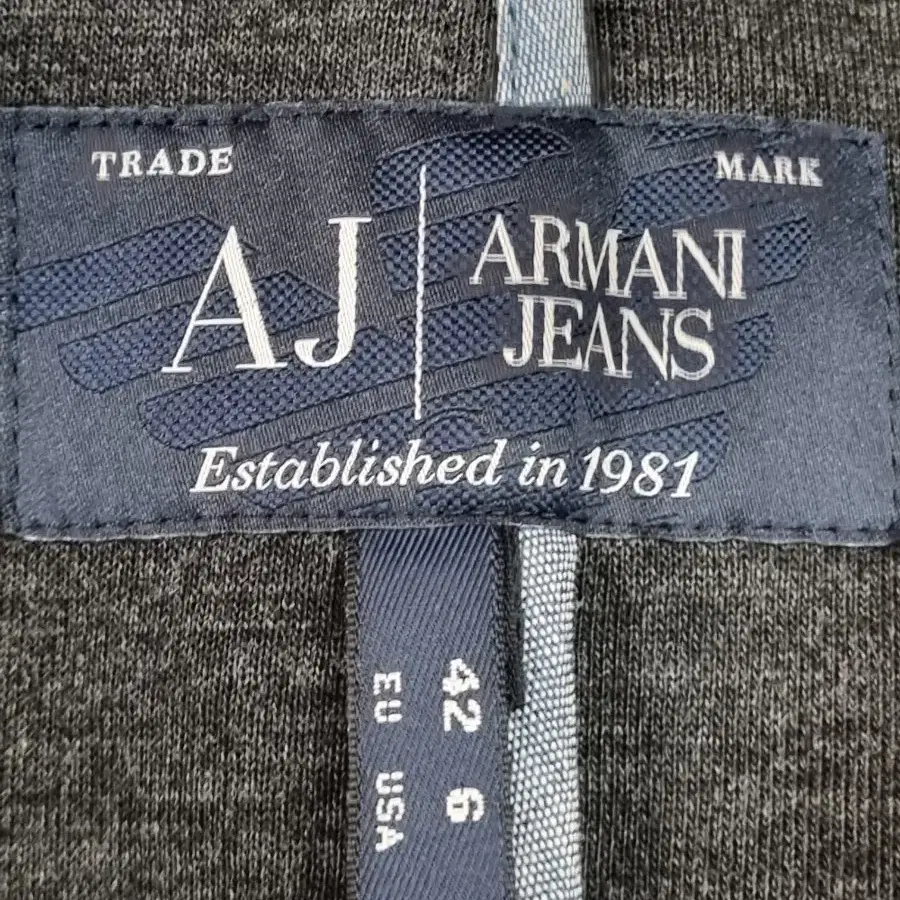 TRADE MARK
AJ
ARMANI
JEANS
Established in 1981
42 6
EU USA